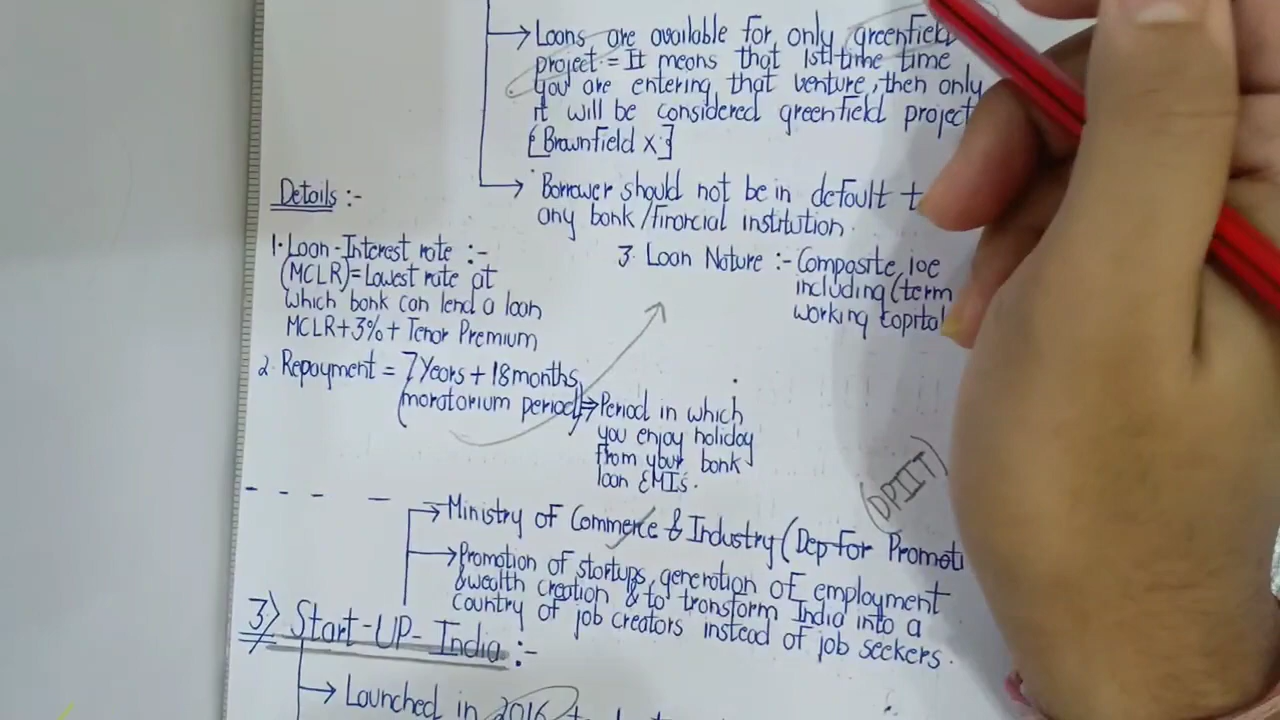 → Loans are available for only greenfield
project = It means that 1st time time
you are entering that venture, then only
it will be considered greenfield project
[Brownfield x]
→ Borrower should not be in default t
any bank/financial institution.
Details :-
1. Loan-Interest rate :-
(MCLR)= Lowest rate at
which bank can lend a loan
MCLR+3%+ Tenor Premium
2. Repayment = 7 Years + 18 months
(moratorium period) ⇒ Period in which
you enjoy holiday
from your bank
loan EMIs.
3. Loan Nature :- Composite, i.e
including (term
working capital
→ Ministry of Commerce & Industry (Dep for Promoti
(DPIIT)
→ Promotion of startups, generation of employment
& wealth creation & to transform India into a
country of job creators instead of job seekers.
3.) Start-UP-India :-
→ Launched in 2016